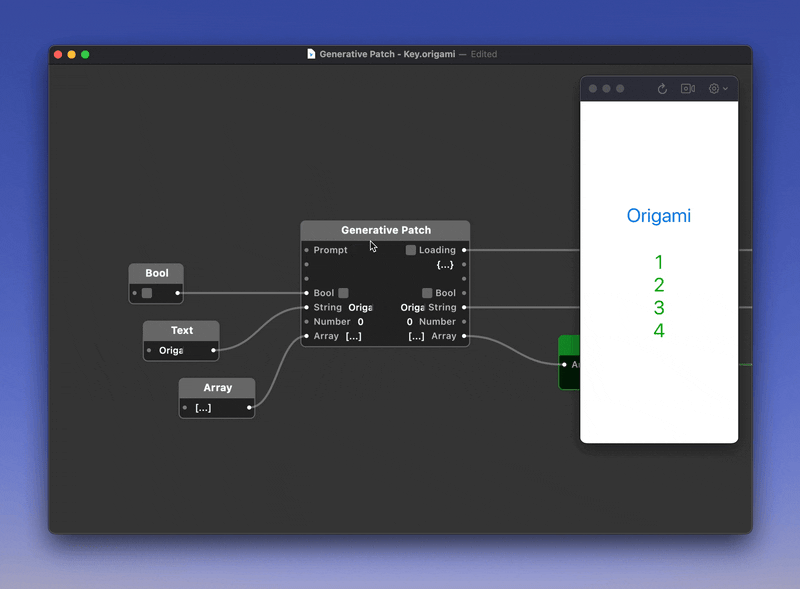 Generative Patch - Key.origami — Edited
Generative Patch
Prompt
Loading
{...}
Bool
Bool
String Origa
Origa String
Number 0
0 Number
Array [...]
[...] Array
Bool
Text
Origa
Array
[...]
Origami
1
2
3
4